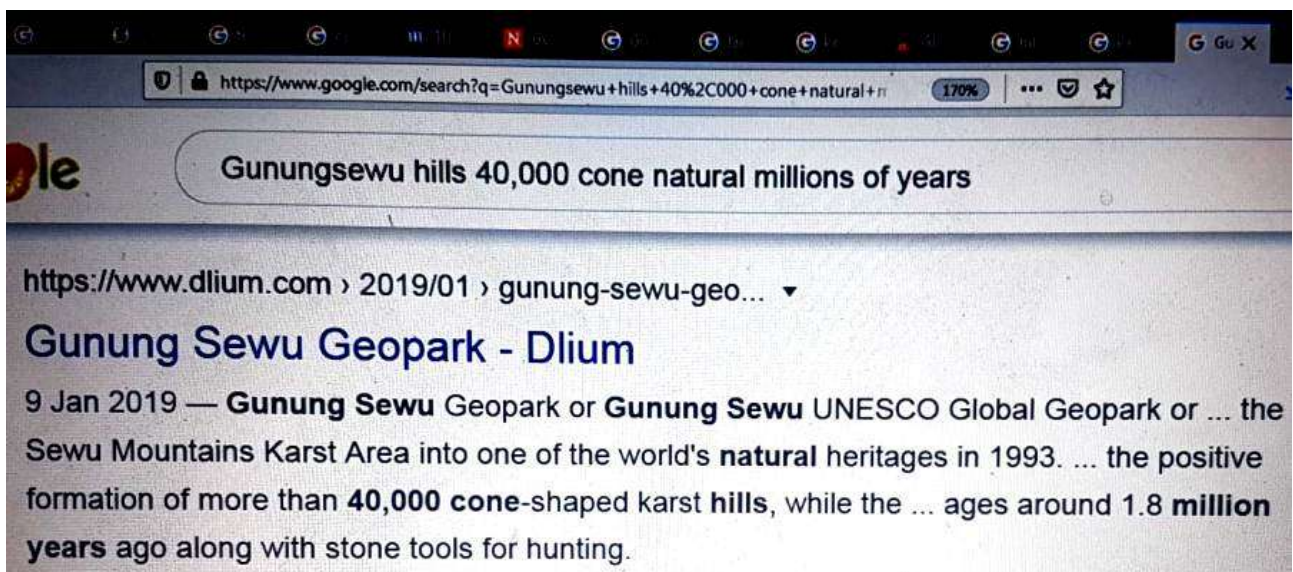 N
G Gu X
https://www.google.com/search?q=Gunungsewu+hills+40%2C000+cone+natural+ 170%
le
Gunungsewu hills 40,000 cone natural millions of years
https://www.dlium.com › 2019/01 › gunung-sewu-geo...
Gunung Sewu Geopark - Dlium
9 Jan 2019 — Gunung Sewu Geopark or Gunung Sewu UNESCO Global Geopark or ... the
Sewu Mountains Karst Area into one of the world's natural heritages in 1993. ... the positive
formation of more than 40,000 cone-shaped karst hills, while the ... ages around 1.8 million
years ago along with stone tools for hunting.